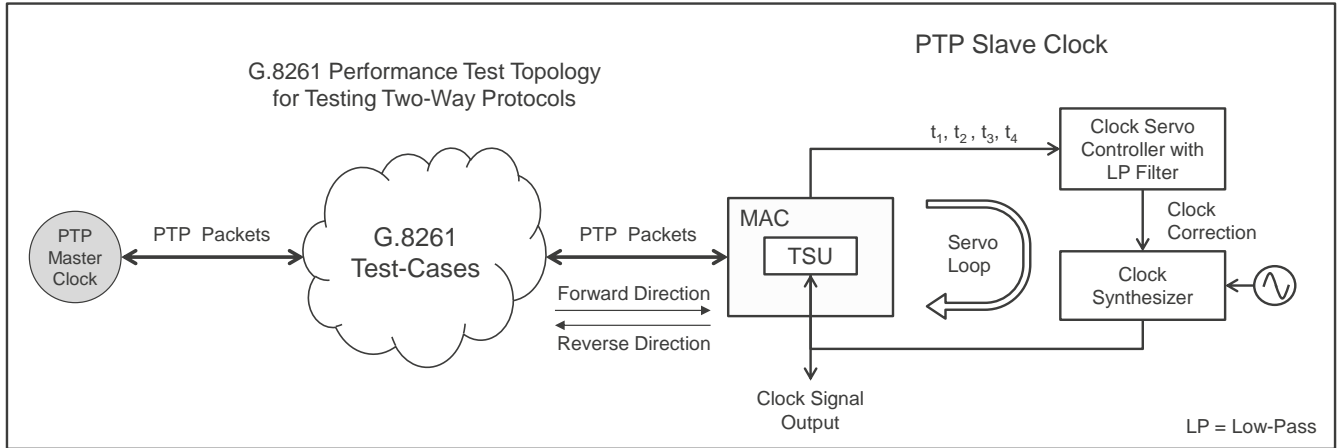 PTP Slave Clock
G.8261 Performance Test Topology
for Testing Two-Way Protocols
t1, t2 , t3, t4
Clock Servo
Controller with
LP Filter
MAC
TSU
Servo
Loop
Clock
Correction
PTP
Master
Clock
PTP Packets
G.8261
Test-Cases
PTP Packets
Forward Direction
Reverse Direction
Clock
Synthesizer
Clock Signal
Output
LP = Low-Pass